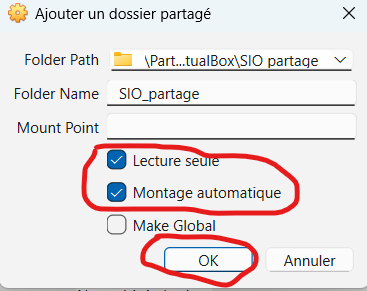 Ajouter un dossier partagé
Folder Path \Part...tualBox\SIO partage
Folder Name SIO_partage
Mount Point
Lecture seule
Montage automatique
Make Global
OK Annuler